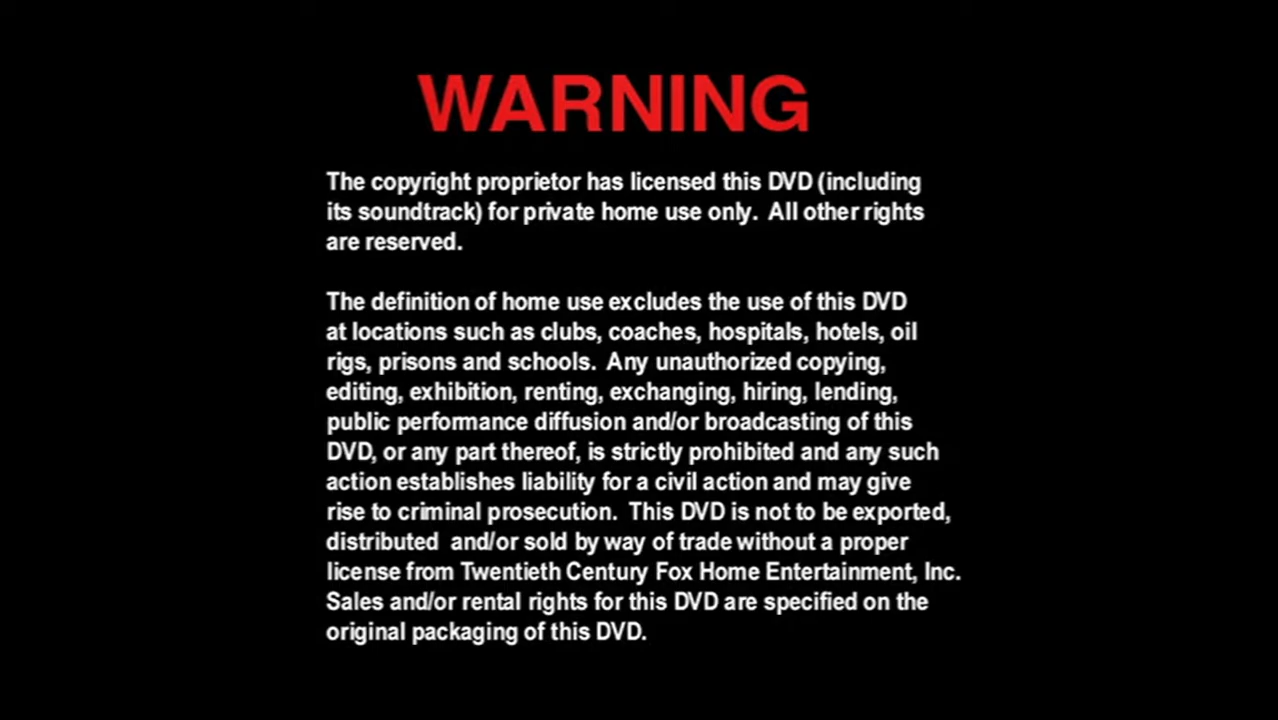 WARNING
The copyright proprietor has licensed this DVD (including
its soundtrack) for private home use only.  All other rights
are reserved.
The definition of home use excludes the use of this DVD
at locations such as clubs, coaches, hospitals, hotels, oil
rigs, prisons and schools.  Any unauthorized copying,
editing, exhibition, renting, exchanging, hiring, lending,
public performance diffusion and/or broadcasting of this
DVD, or any part thereof, is strictly prohibited and any such
action establishes liability for a civil action and may give
rise to criminal prosecution.  This DVD is not to be exported,
distributed  and/or sold by way of trade without a proper
license from Twentieth Century Fox Home Entertainment, Inc.
Sales and/or rental rights for this DVD are specified on the
original packaging of this DVD.